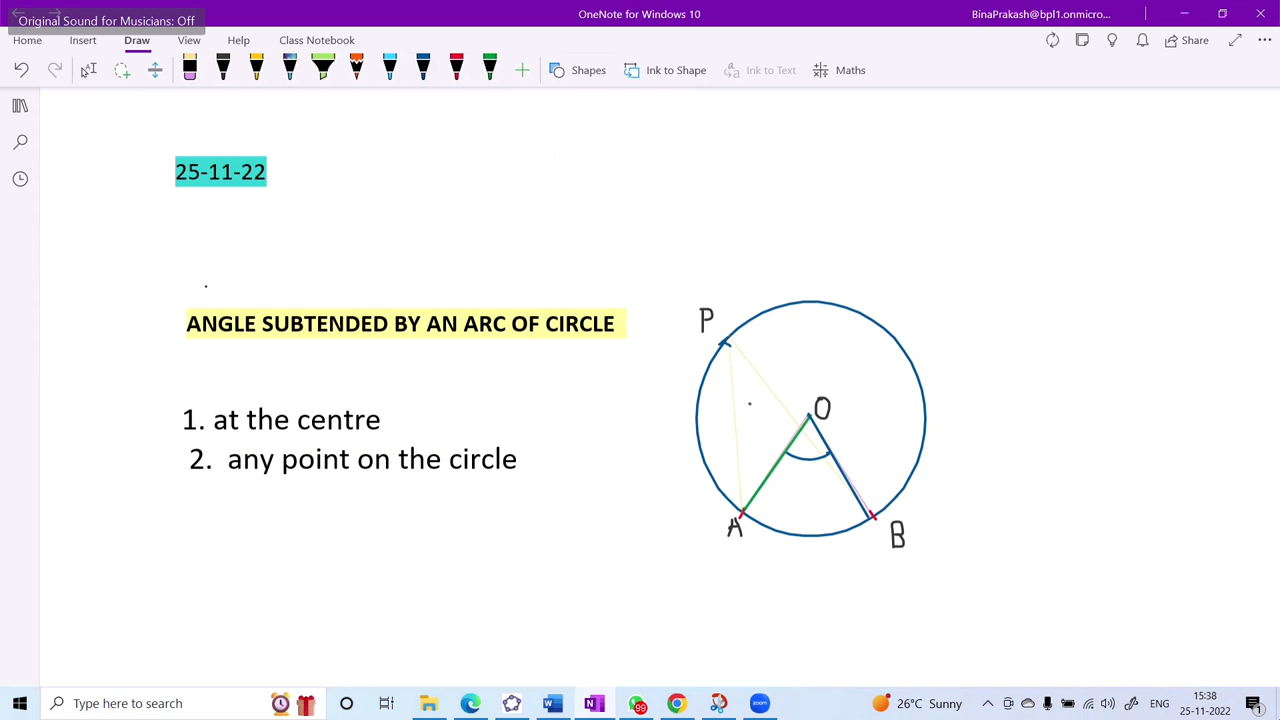 Original Sound for Musicians: Off
OneNote for Windows 10
BinaPrakash@bpl1.onmicro...
Home Insert Draw View Help Class Notebook
Share
Shapes Ink to Shape Ink to Text Maths
25-11-22
ANGLE SUBTENDED BY AN ARC OF CIRCLE
1. at the centre
2. any point on the circle
P
O
A
B
Type here to search
99
zoom
26°C Sunny
ENG
15:38
25-11-2022
1